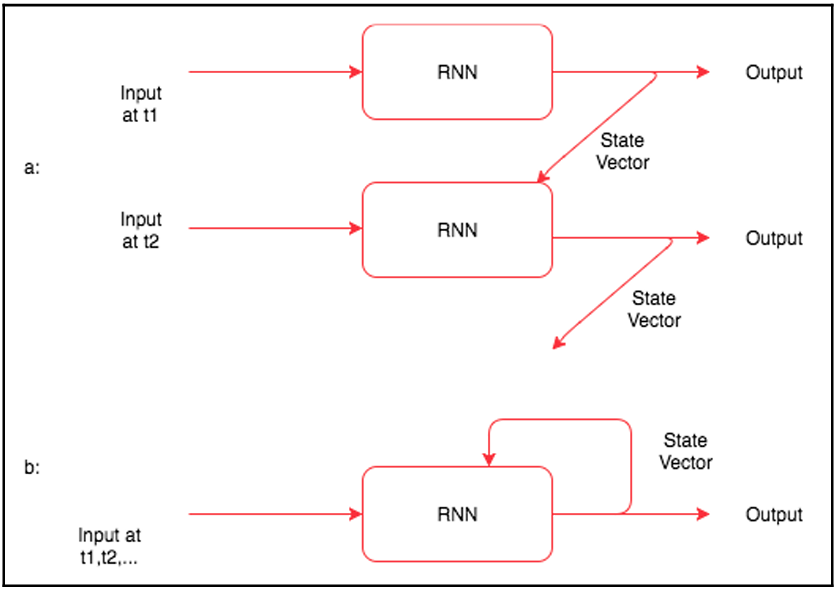 RNN
Output
Input
at t1
State
Vector
a:
Input
at t2
RNN
Output
State
Vector
b:
State
Vector
RNN
Output
Input at
t1,t2,...